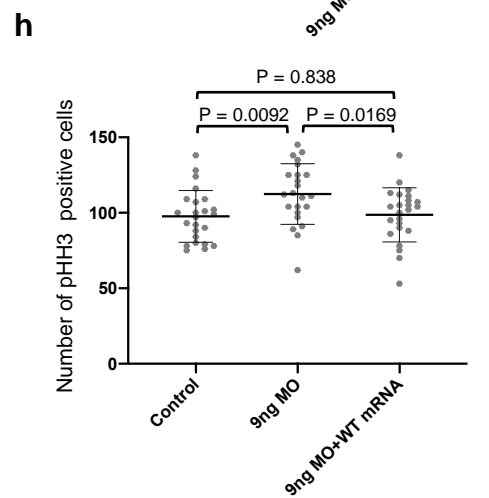 h
9ng M
P = 0.838
P = 0.0092
P = 0.0169
Number of pHH3 positive cells
150
100
50
0
Control
9ng MO
9ng MO+WT mRNA